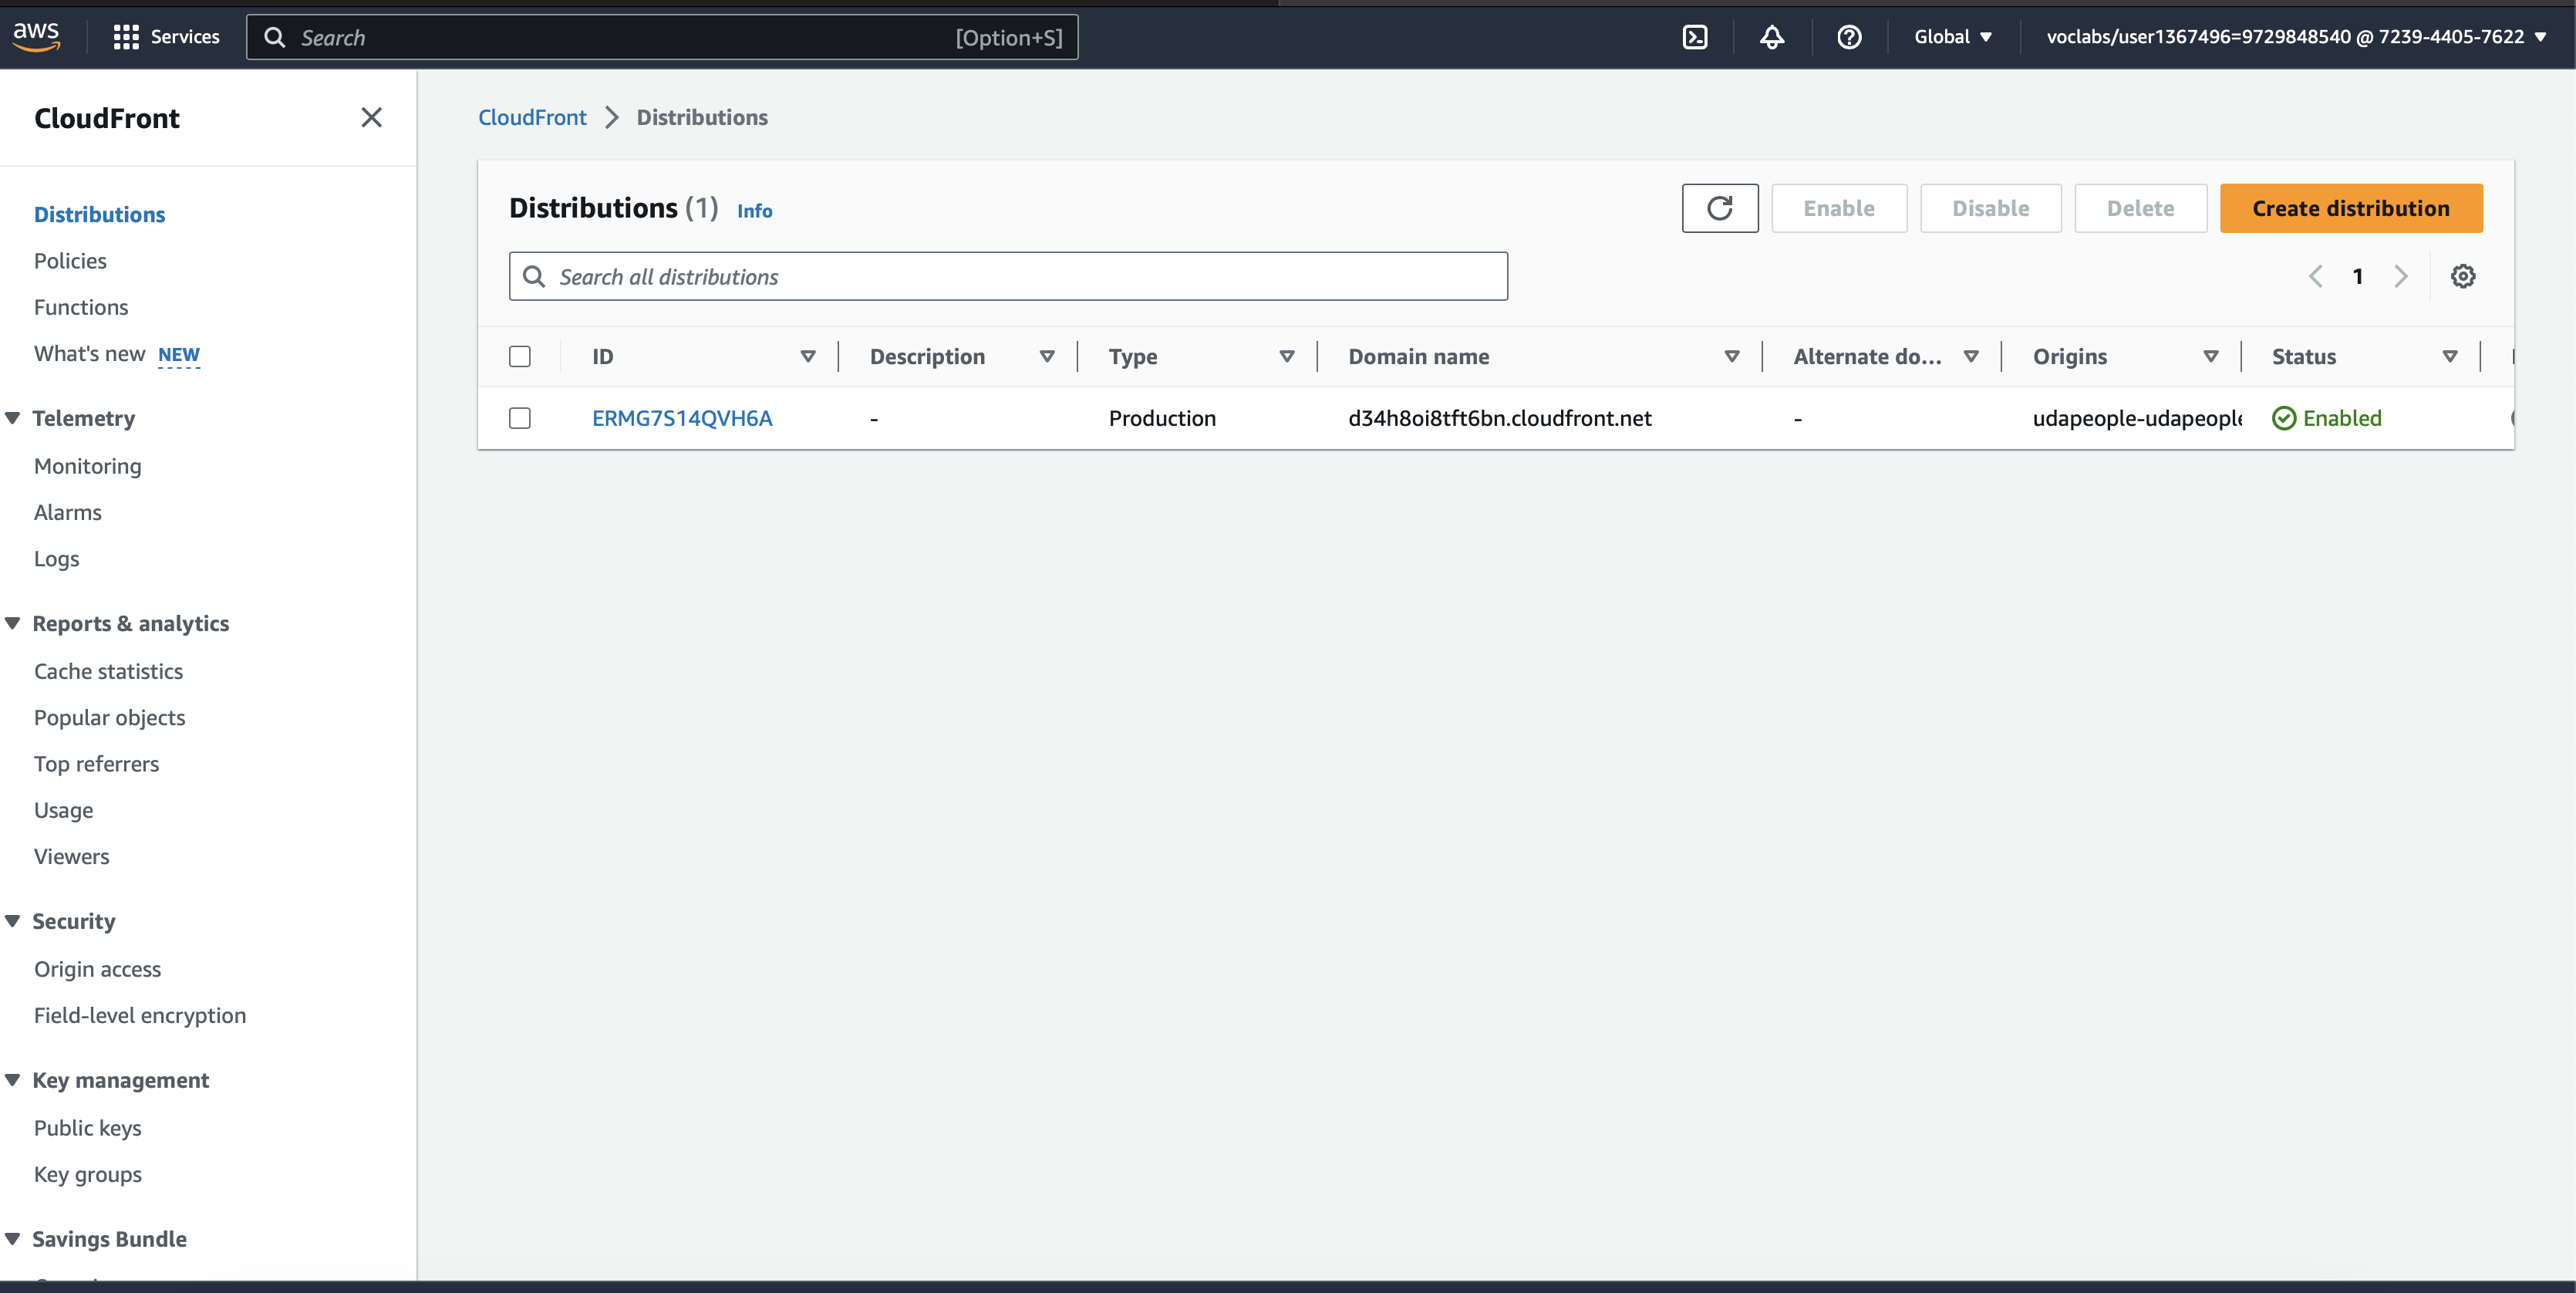 aws
Services
Search
[Option+S]
Global
voclabs/user1367496=9729848540 @ 7239-4405-7622
CloudFront
Distributions
Policies
Functions
What's new NEW
Telemetry
Monitoring
Alarms
Logs
Reports & analytics
Cache statistics
Popular objects
Top referrers
Usage
Viewers
Security
Origin access
Field-level encryption
Key management
Public keys
Key groups
Savings Bundle
CloudFront > Distributions
Distributions (1) Info
Enable
Disable
Delete
Create distribution
Search all distributions
1
ID Description Type Domain name Alternate do... Origins Status
ERMG7S14QVH6A - Production d34h8oi8tft6bn.cloudfront.net - udapeople-udapeople Enabled